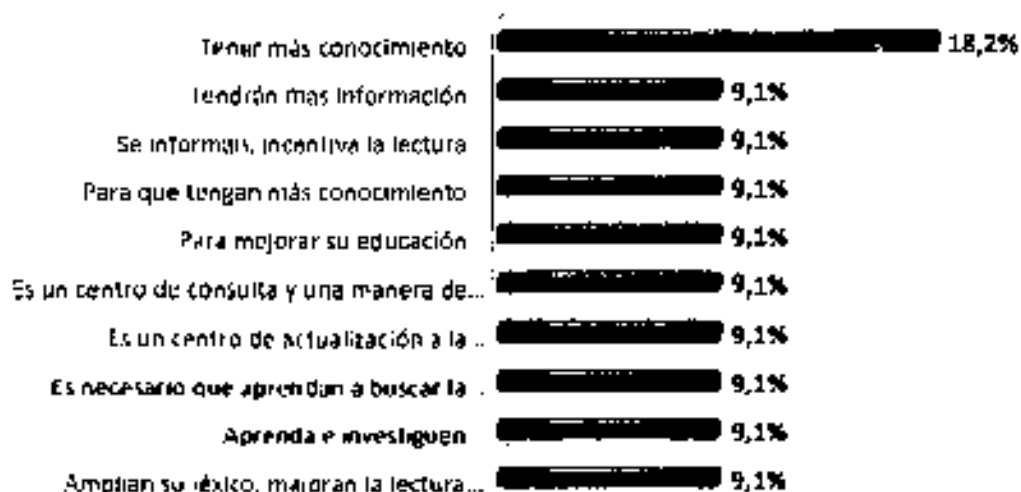 Tener más conocimiento 18,2%
Tendrán mas información 9,1%
Se informan, incentiva la lectura 9,1%
Para que tengan más conocimiento 9,1%
Para mejorar su educación 9,1%
Es un centro de consulta y una manera de... 9,1%
Es un centro de actualización a la ... 9,1%
Es necesario que aprendan a buscar la ... 9,1%
Aprenda e investiguen 9,1%
Amplian su léxico, mejoran la lectura... 9,1%